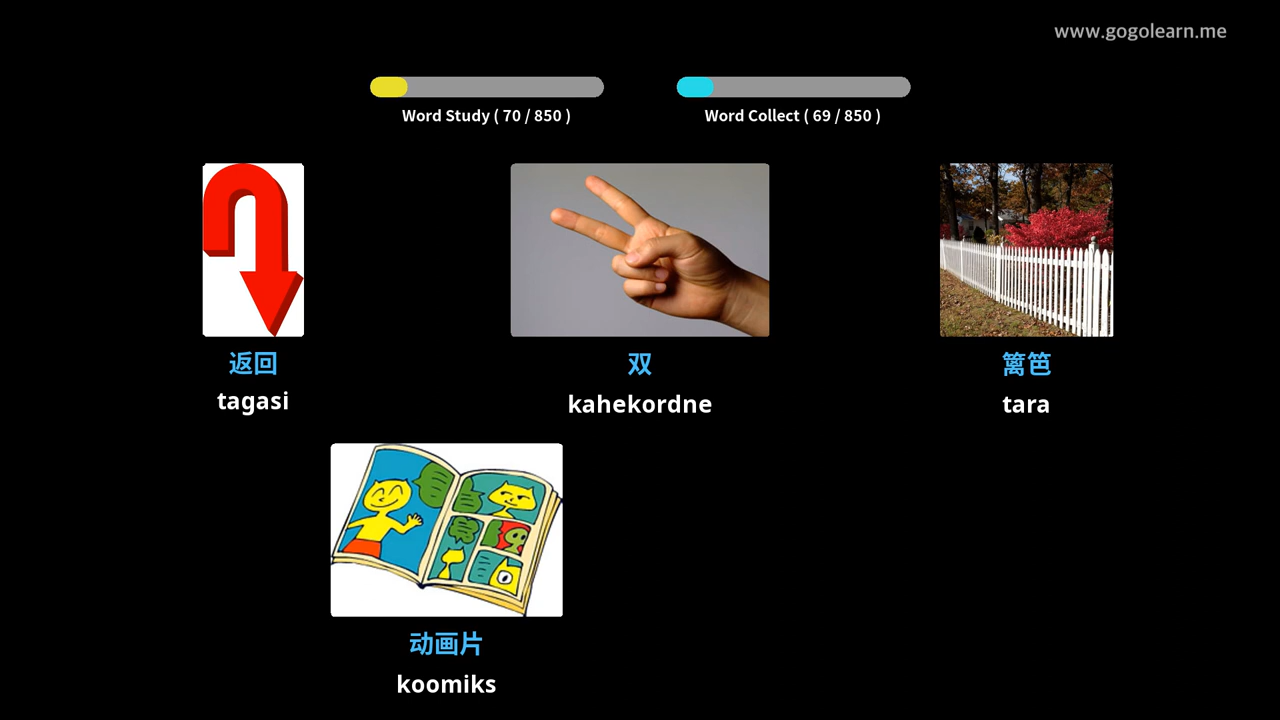 www.gogolearn.me
Word Study ( 70 / 850 )
Word Collect ( 69 / 850 )
返回
tagasi
双
kahekordne
篱笆
tara
动画片
koomiks